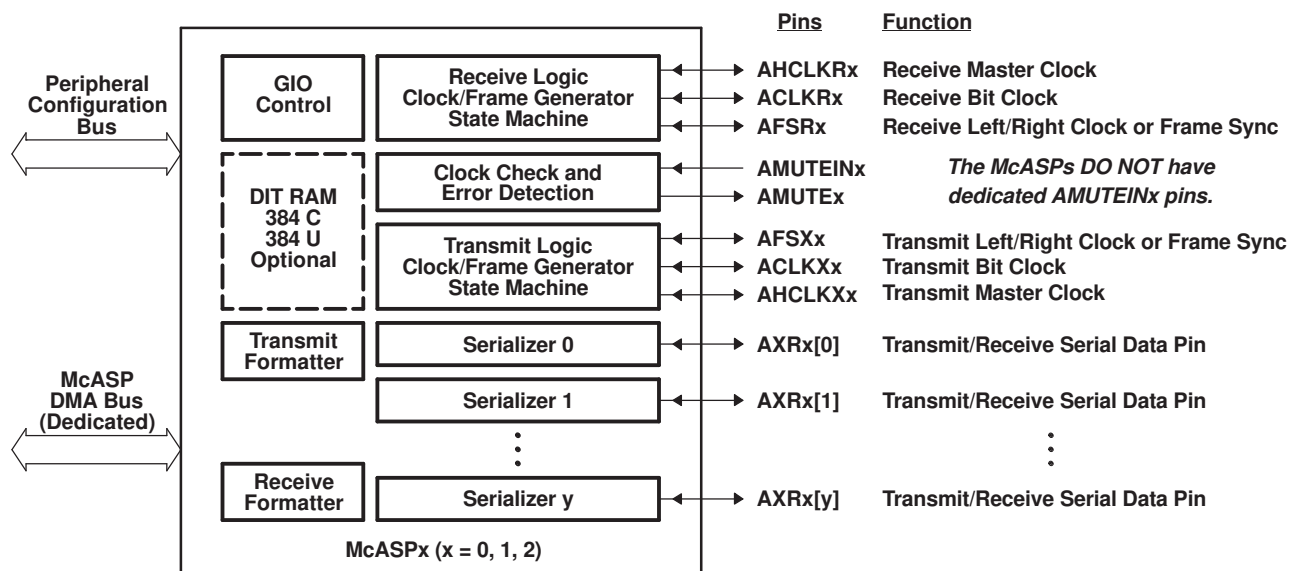 Pins Function
Peripheral
Configuration
Bus
GIO
Control
Receive Logic
Clock/Frame Generator
State Machine
AHCLKRx Receive Master Clock
ACLKRx Receive Bit Clock
AFSRx Receive Left/Right Clock or Frame Sync
DIT RAM
384 C
384 U
Optional
Clock Check and
Error Detection
AMUTEINx
AMUTEx
The McASPs DO NOT have
dedicated AMUTEINx pins.
Transmit Logic
Clock/Frame Generator
State Machine
AFSXx Transmit Left/Right Clock or Frame Sync
ACLKXx Transmit Bit Clock
AHCLKXx Transmit Master Clock
Transmit
Formatter
Serializer 0
AXRx[0] Transmit/Receive Serial Data Pin
McASP
DMA Bus
(Dedicated)
Serializer 1
AXRx[1] Transmit/Receive Serial Data Pin
Receive
Formatter
Serializer y
AXRx[y] Transmit/Receive Serial Data Pin
McASPx (x = 0, 1, 2)